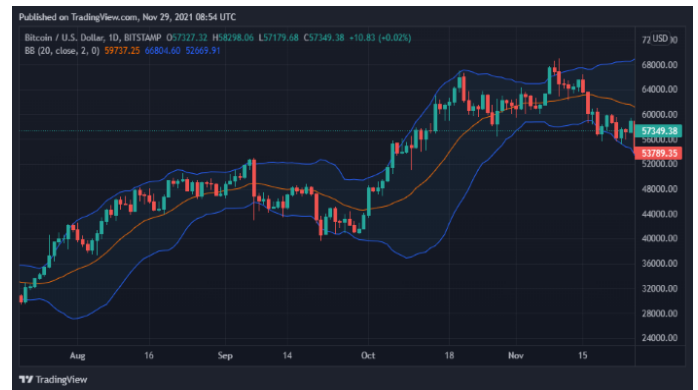 Published on TradingView.com, Nov 29, 2021 08:54 UTC
Bitcoin / U.S. Dollar, 1D, BITSTAMP O57327.32 H58298.06 L57179.68 C57349.38 +10.83 (+0.02%)
BB (20, close, 2, 0) 59737.25 66804.60 52669.91
USD
68000.00
64000.00
60000.00
57349.38
56000.00
53789.35
52000.00
48000.00
44000.00
40000.00
36000.00
32000.00
28000.00
24000.00
Aug 16 Sep 14 Oct 18 Nov 15
TradingView